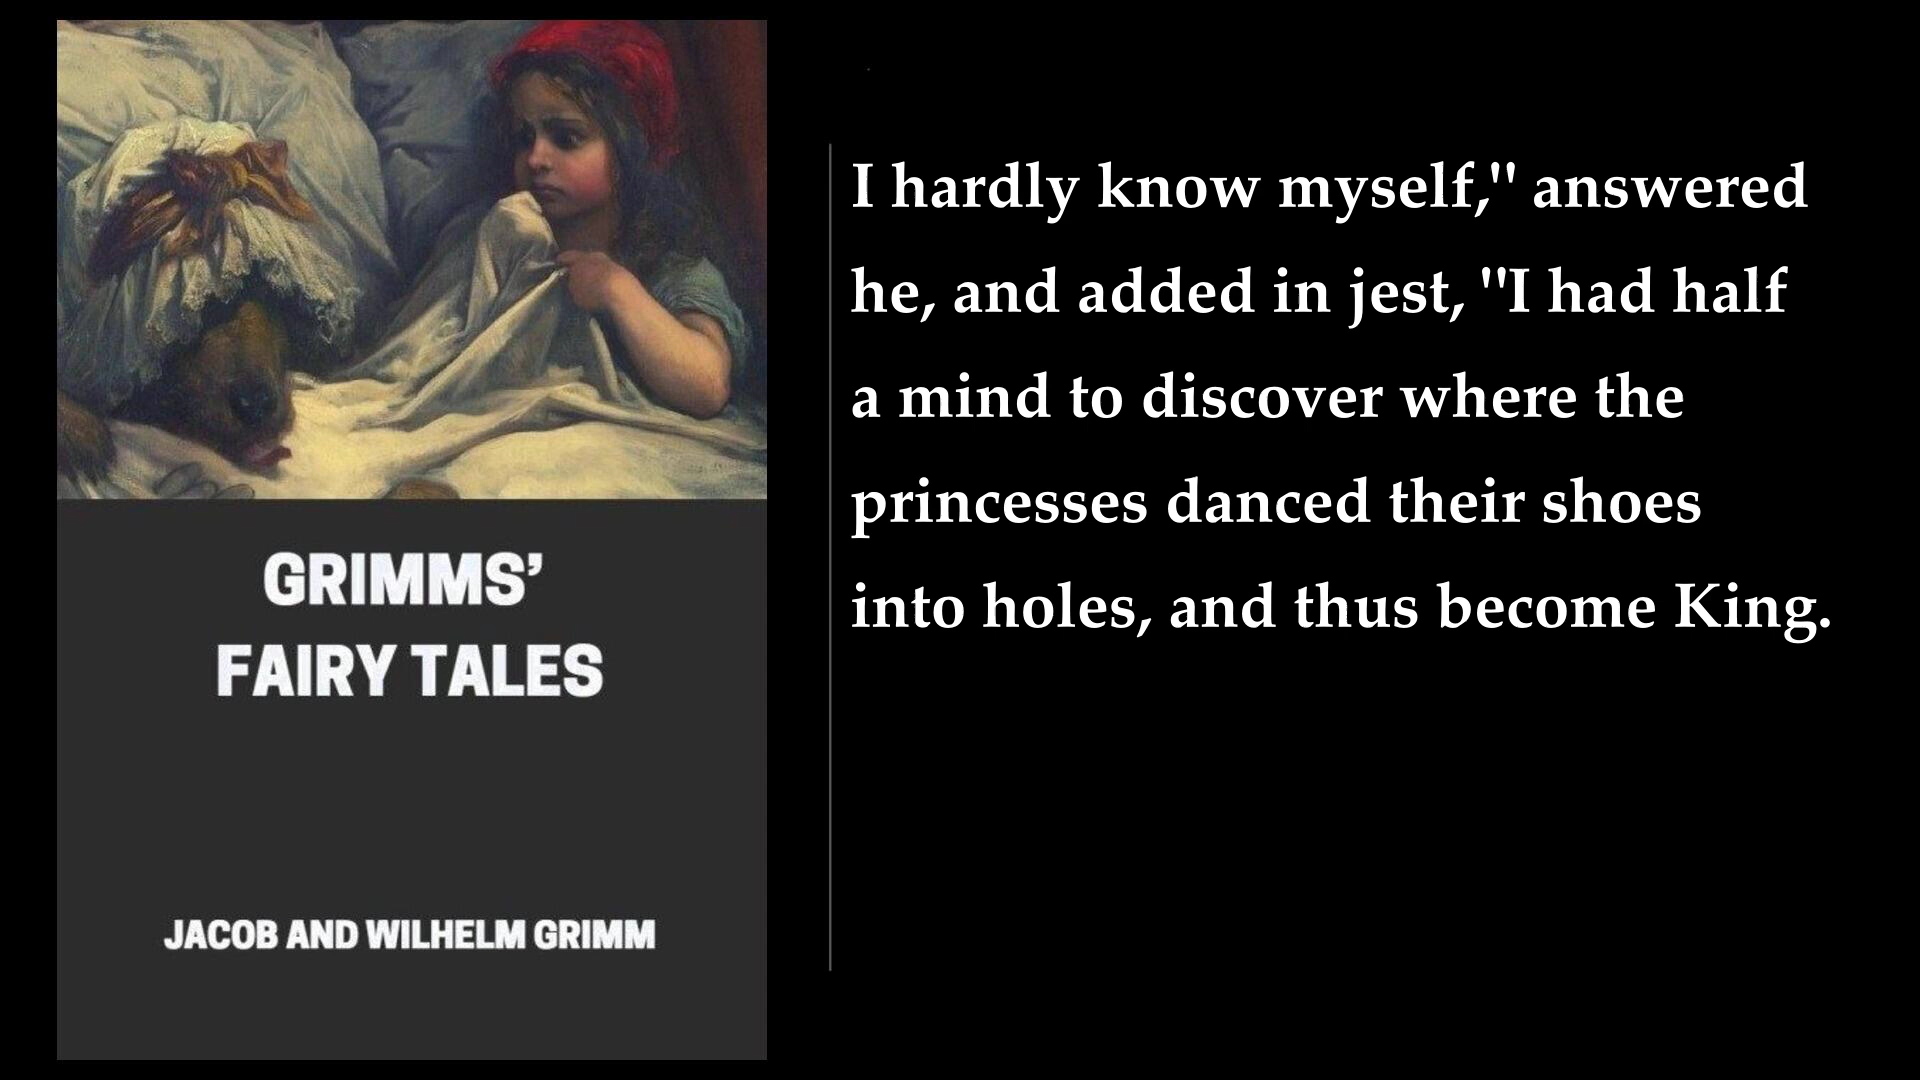 GRIMMS’
FAIRY TALES
JACOB AND WILHELM GRIMM
I hardly know myself," answered
he, and added in jest, "I had half
a mind to discover where the
princesses danced their shoes
into holes, and thus become King.